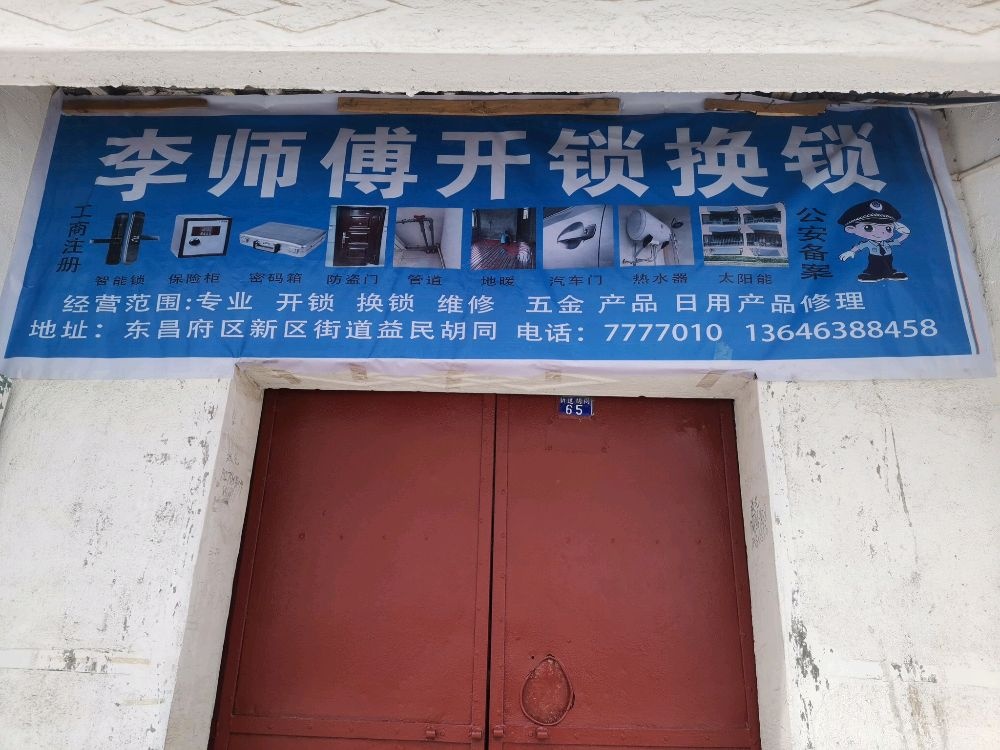 李师傅开锁换锁
工商注册
公安备案
智能锁 保险柜 密码箱 防盗门 管道 地暖 汽车门 热水器 太阳能
经营范围:专业 开锁 换锁 维修 五金 产品 日用产品修理
地址：东昌府区新区街道益民胡同 电话：7777010 13646388458
65